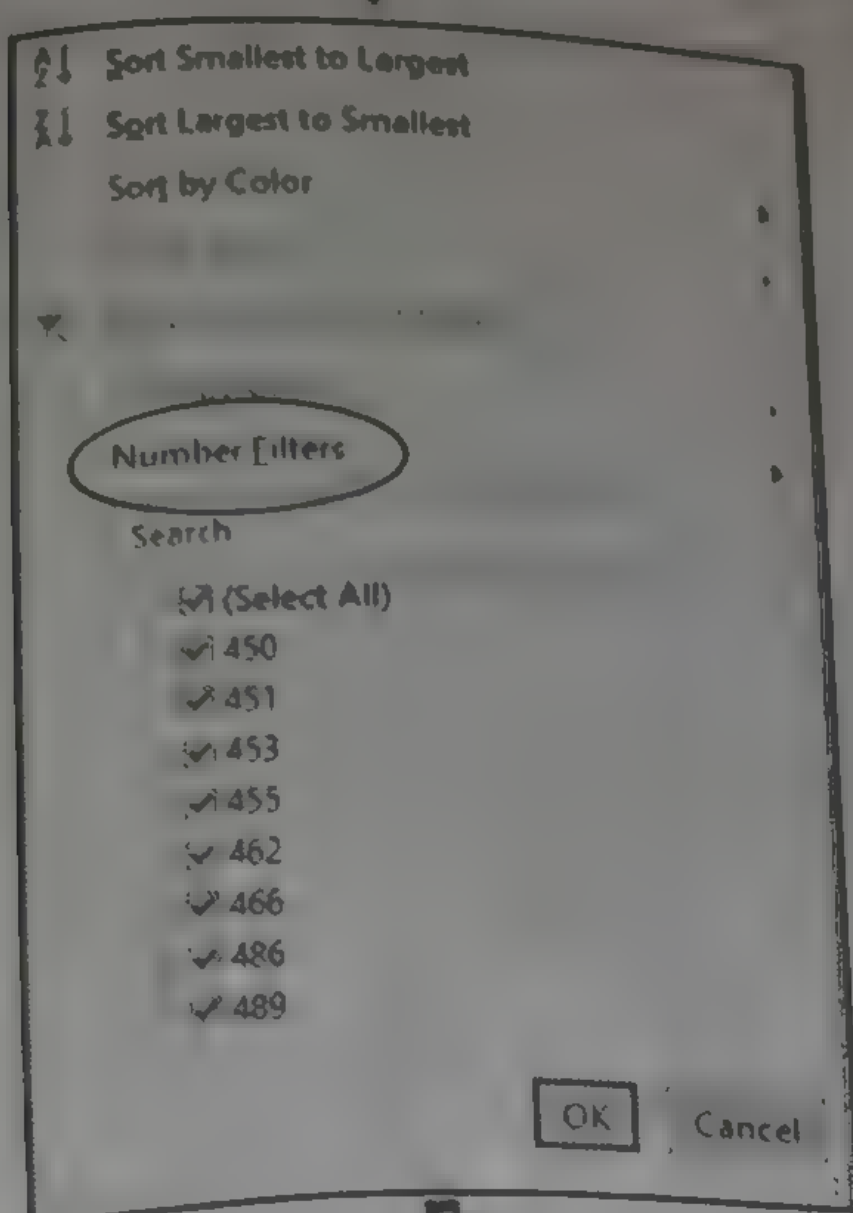 Sort Smallest to Largest
Sort Largest to Smallest
Sort by Color
Number Filters
Search
(Select All)
450
451
453
455
462
466
486
489
OK
Cancel